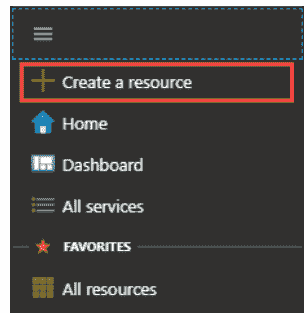 Create a resource
Home
Dashboard
All services
FAVORITES
All resources